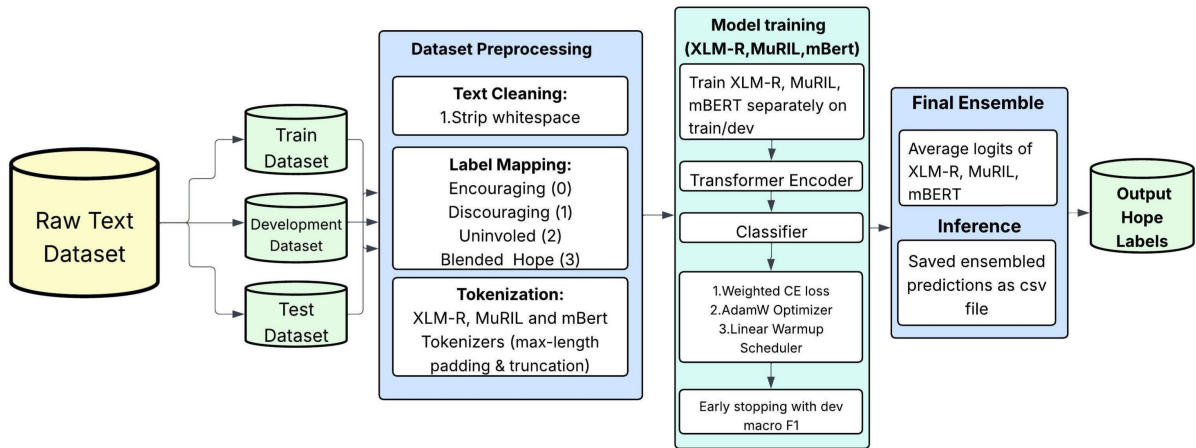 Raw Text
Dataset
Train
Dataset
Development
Dataset
Test
Dataset
Dataset Preprocessing
Text Cleaning:
1.Strip whitespace
Label Mapping:
Encouraging (0)
Discouraging (1)
Uninvoled (2)
Blended Hope (3)
Tokenization:
XLM-R, MuRIL and mBert
Tokenizers (max-length
padding & truncation)
Model training
(XLM-R,MuRIL,mBert)
Train XLM-R, MuRIL,
mBERT separately on
train/dev
Transformer Encoder
Classifier
1.Weighted CE loss
2.AdamW Optimizer
3.Linear Warmup
Scheduler
Early stopping with dev
macro F1
Final Ensemble
Average logits of
XLM-R, MuRIL,
mBERT
Inference
Saved ensembled
predictions as csv
file
Output
Hope
Labels